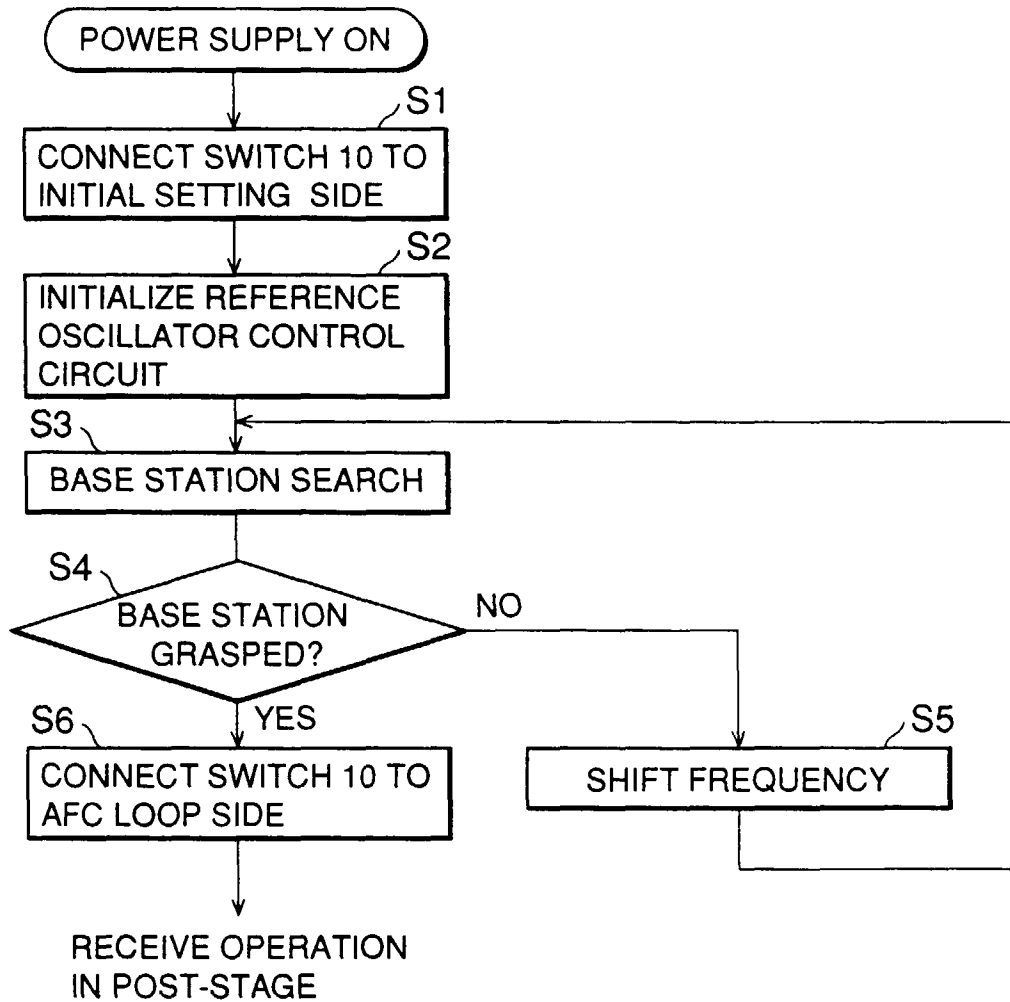 POWER SUPPLY ON
S1
CONNECT SWITCH 10 TO
INITIAL SETTING SIDE
S2
INITIALIZE REFERENCE
OSCILLATOR CONTROL
CIRCUIT
S3
BASE STATION SEARCH
S4
BASE STATION
GRASPED?
NO
YES
S6
CONNECT SWITCH 10 TO
AFC LOOP SIDE
S5
SHIFT FREQUENCY
RECEIVE OPERATION
IN POST-STAGE